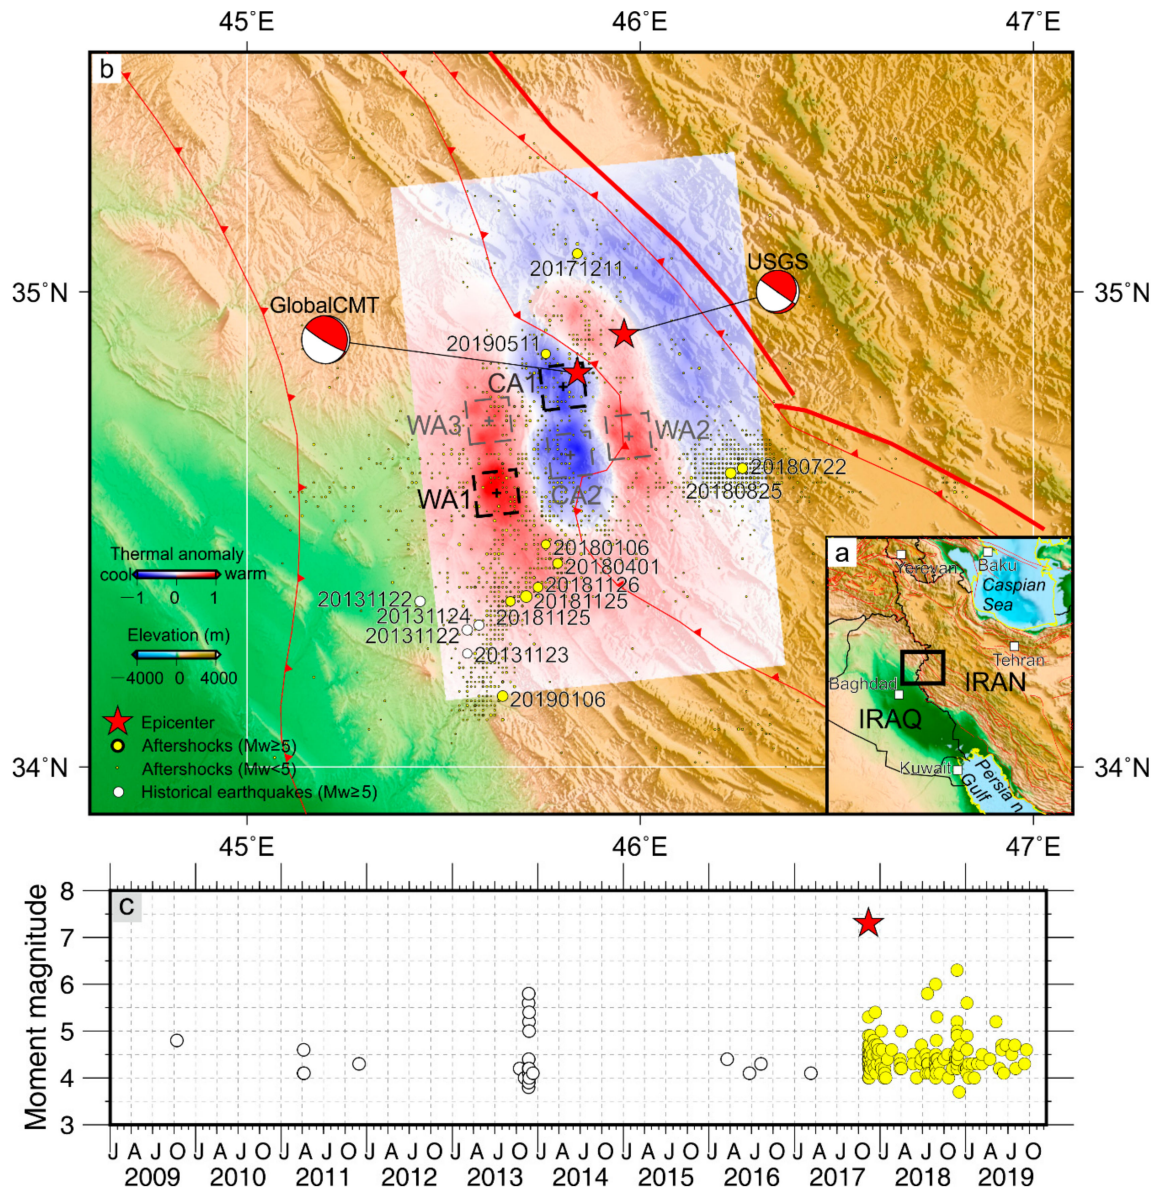 45°E 46°E 47°E
b
20171211
USGS
35°N 35°N
GlobalCMT
20190511
CA1
WA3 WA2
20180722
WA1 CA2 20180825
20180106
Thermal anomaly
20180401
cool warm
20181126
−1 0 1
20131122 20181125
20131124 20181125
20131122
Elevation (m)
20131123
−4000 0 4000
20190106
Epicenter
Aftershocks (Mw≥5)
Aftershocks (Mw<5)
Historical earthquakes (Mw≥5)
34°N 34°N
a
Yerevan Baku
Caspian
Sea
Tehran
Baghdad IRAN
IRAQ
Kuwait
Persian
Gulf
45°E 46°E 47°E
c
Moment magnitude
8
7
6
5
4
3
J A J O J A J O J A J O J A J O J A J O J A J O J A J O J A J O J A J O J A J O J A J O J
2009 2010 2011 2012 2013 2014 2015 2016 2017 2018 2019